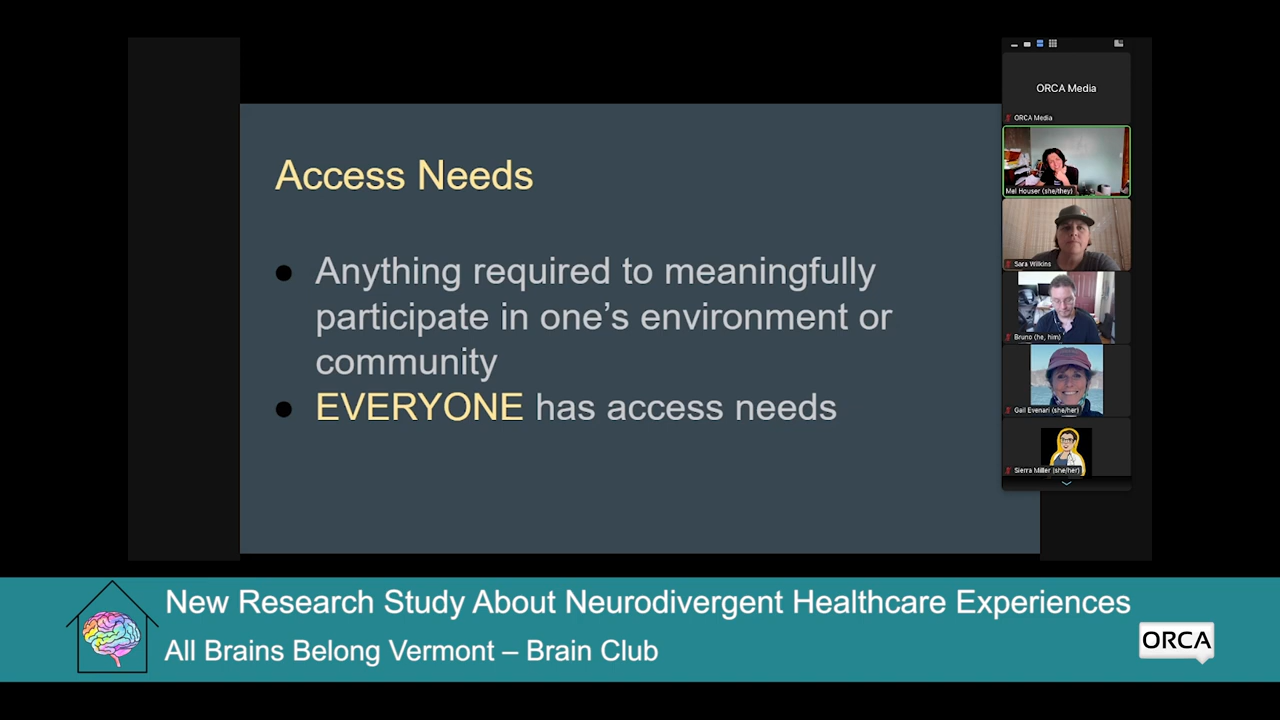 Access Needs
● Anything required to meaningfully
participate in one’s environment or
community
● EVERYONE has access needs
ORCA Media
ORCA Media
Mel Houser (she/they)
Sara Wilkins
Bruno (he, him)
Gail Evenari (she/her)
Sierra Miller (she/her)
New Research Study About Neurodivergent Healthcare Experiences
All Brains Belong Vermont – Brain Club
ORCA